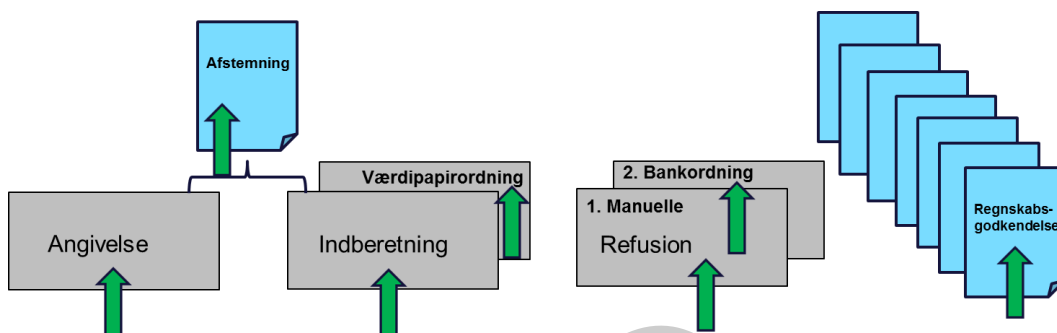 Afstemning
Værdipapirordning
Angivelse
Indberetning
2. Bankordning
1. Manuelle
Refusion
Regnskabs-
godkendelse